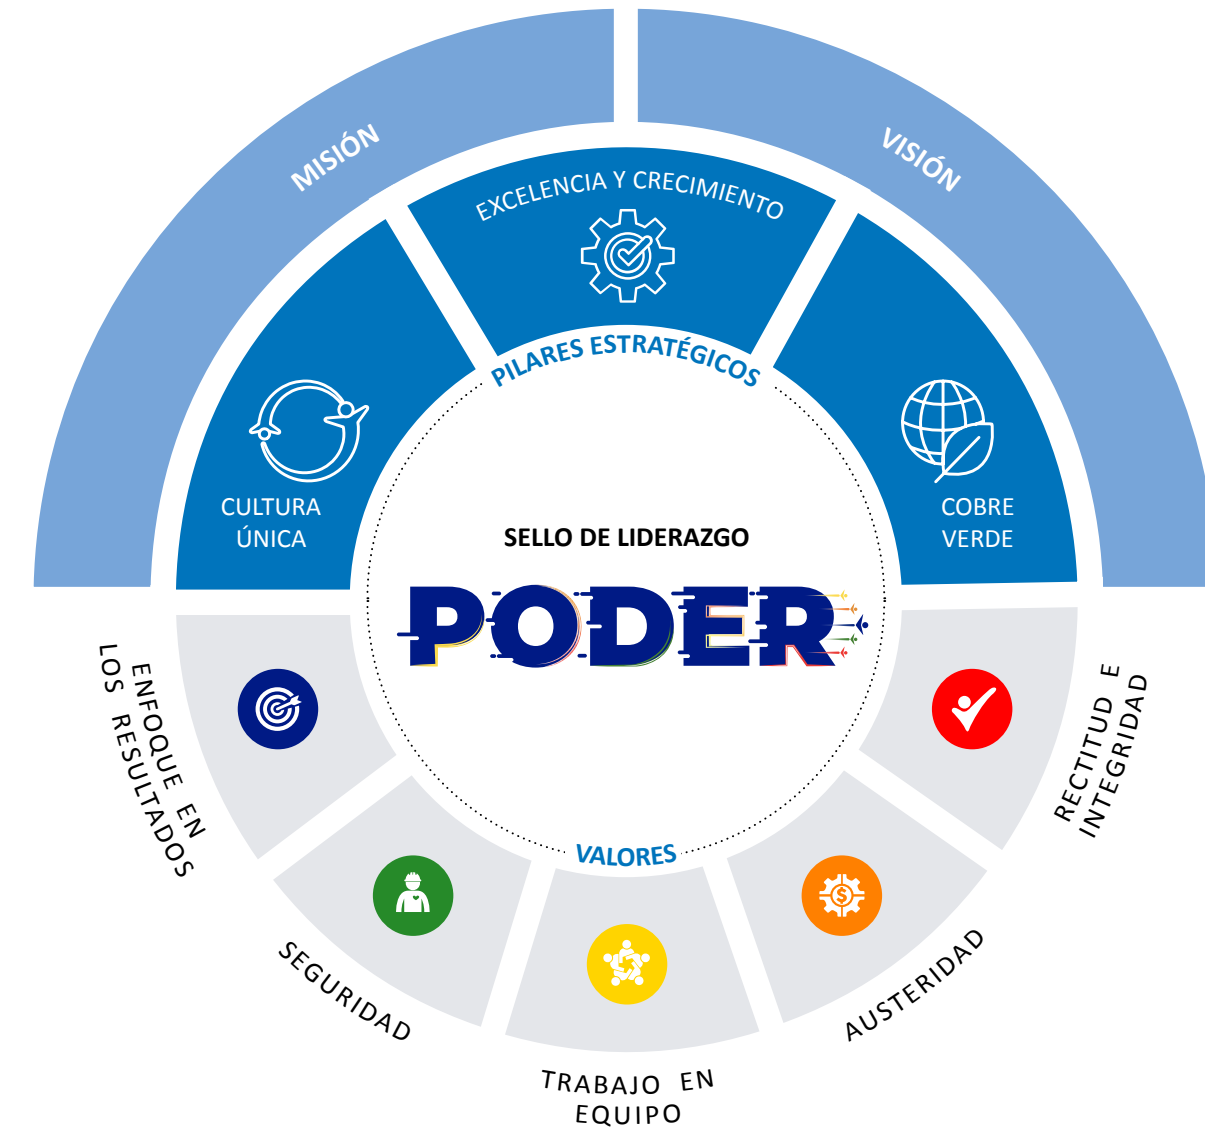 MISIÓN
VISIÓN
EXCELENCIA Y CRECIMIENTO
PILARES ESTRATÉGICOS
CULTURA
ÚNICA
COBRE
VERDE
SELLO DE LIDERAZGO
PODER
ENFOQUE EN
LOS RESULTADOS
RECTITUD E
INTEGRIDAD
VALORES
$
SEGURIDAD
AUSTERIDAD
TRABAJO EN
EQUIPO